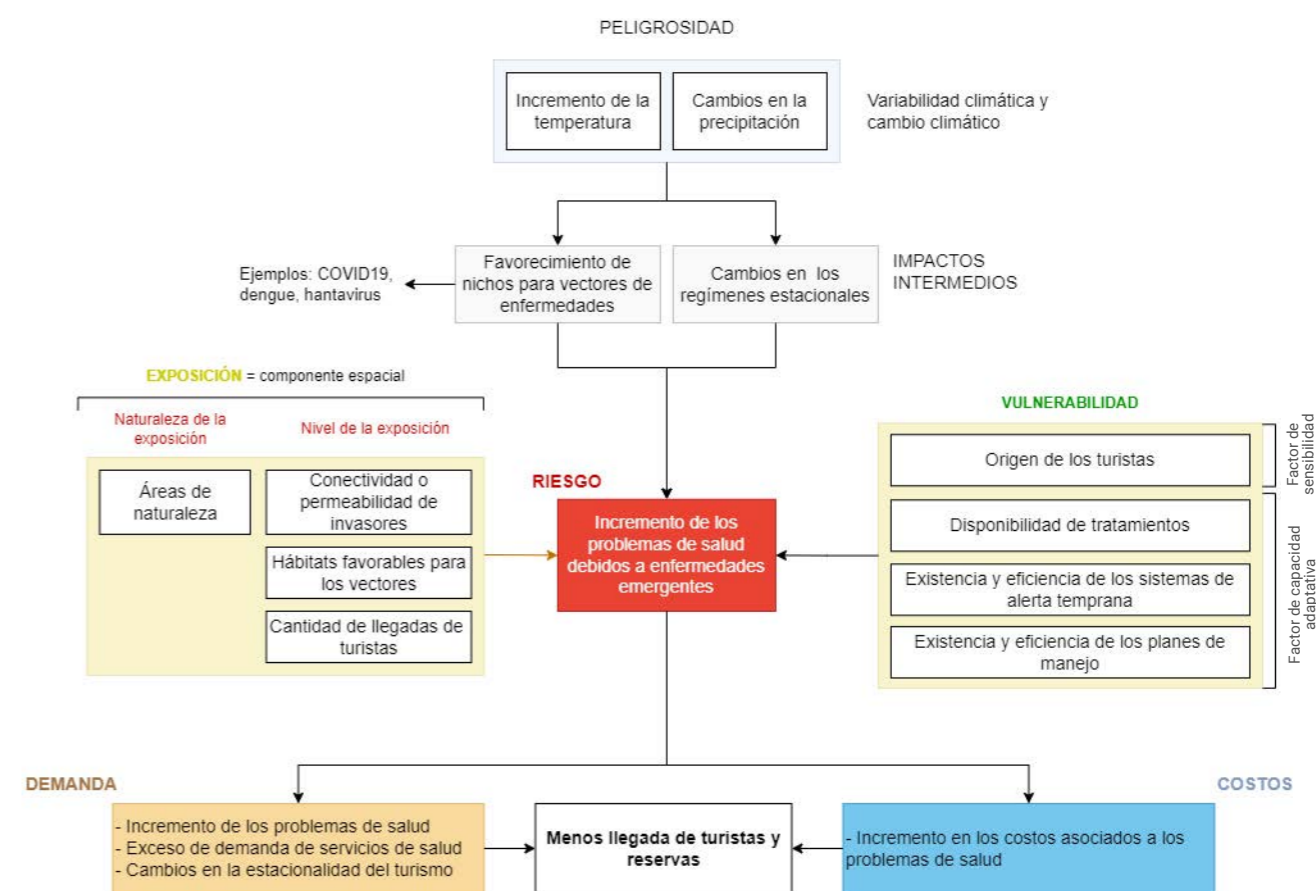 PELIGROSIDAD
Incremento de la
temperatura
Cambios en la
precipitación
Variabilidad climática y
cambio climático
Favorecimiento de
nichos para vectores de
enfermedades
Cambios en los
regímenes estacionales
IMPACTOS
INTERMEDIOS
Ejemplos: COVID19,
dengue, hantavirus
EXPOSICIÓN = componente espacial
Naturaleza de la
exposición
Nivel de la exposición
Áreas de
naturaleza
Conectividad o
permeabilidad de
invasores
Hábitats favorables para
los vectores
Cantidad de llegadas de
turistas
RIESGO
Incremento de los
problemas de salud
debidos a enfermedades
emergentes
VULNERABILIDAD
Origen de los turistas
Disponibilidad de tratamientos
Existencia y eficiencia de los sistemas de
alerta temprana
Existencia y eficiencia de los planes de
manejo
Factor de
sensibilidad
Factor de capacidad
adaptativa
DEMANDA
- Incremento de los problemas de salud
- Exceso de demanda de servicios de salud
- Cambios en la estacionalidad del turismo
Menos llegada de turistas y
reservas
COSTOS
- Incremento en los costos asociados a los
problemas de salud